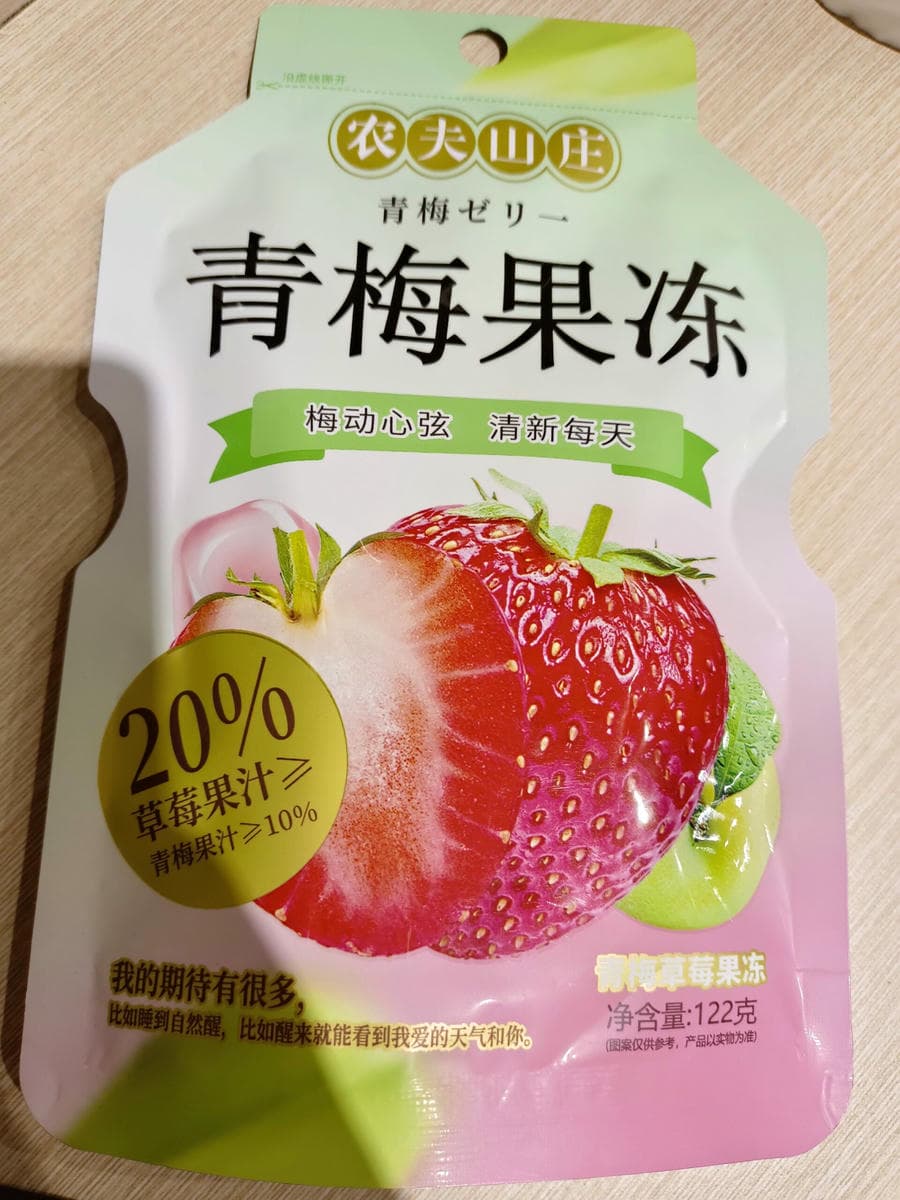 沿虚线撕开
农夫山庄
青梅ゼリー
青梅果冻
梅动心弦 清新每天
20%
草莓果汁≥
青梅果汁≥10%
我的期待有很多，
比如睡到自然醒，比如醒来就能看到我爱的天气和你。
青梅草莓果冻
净含量:122克
(图案仅供参考，产品以实物为准)